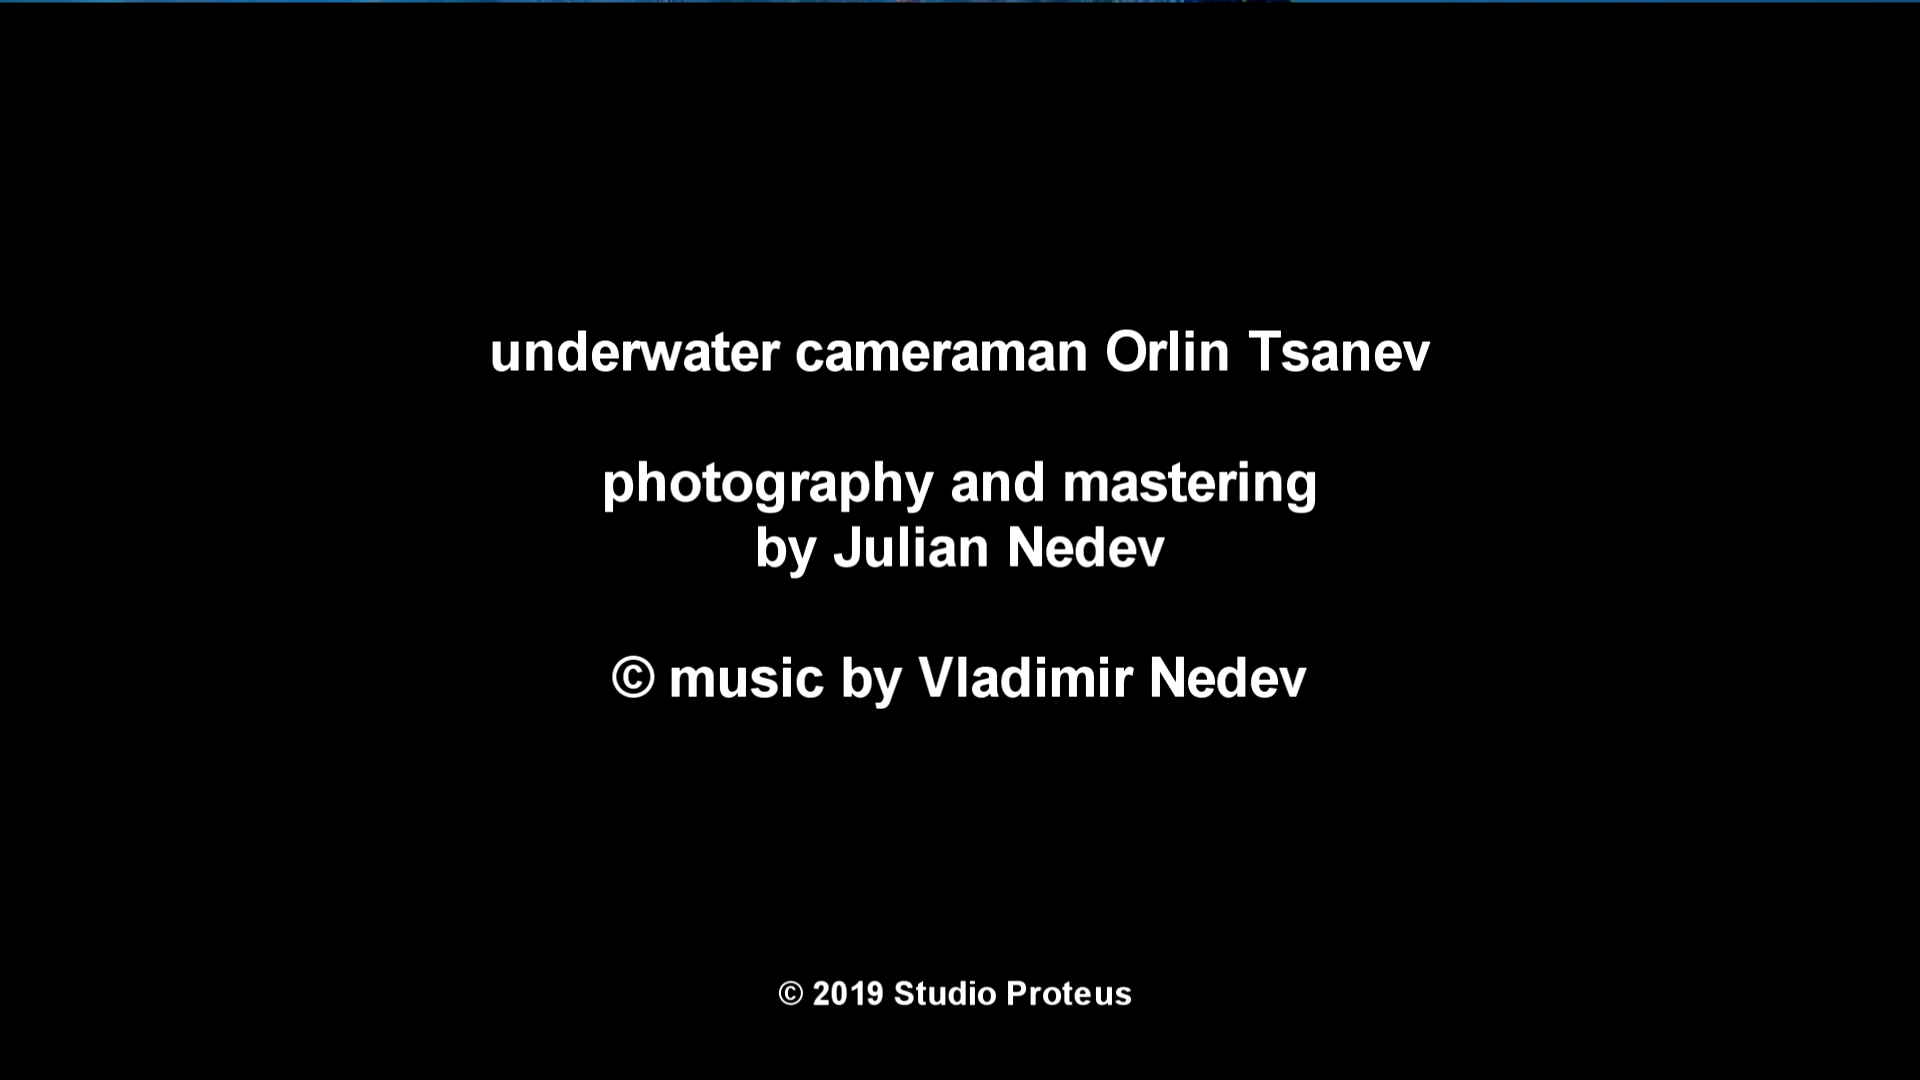 underwater cameraman Orlin Tsanev
photography and mastering
by Julian Nedev
© music by Vladimir Nedev
© 2019 Studio Proteus